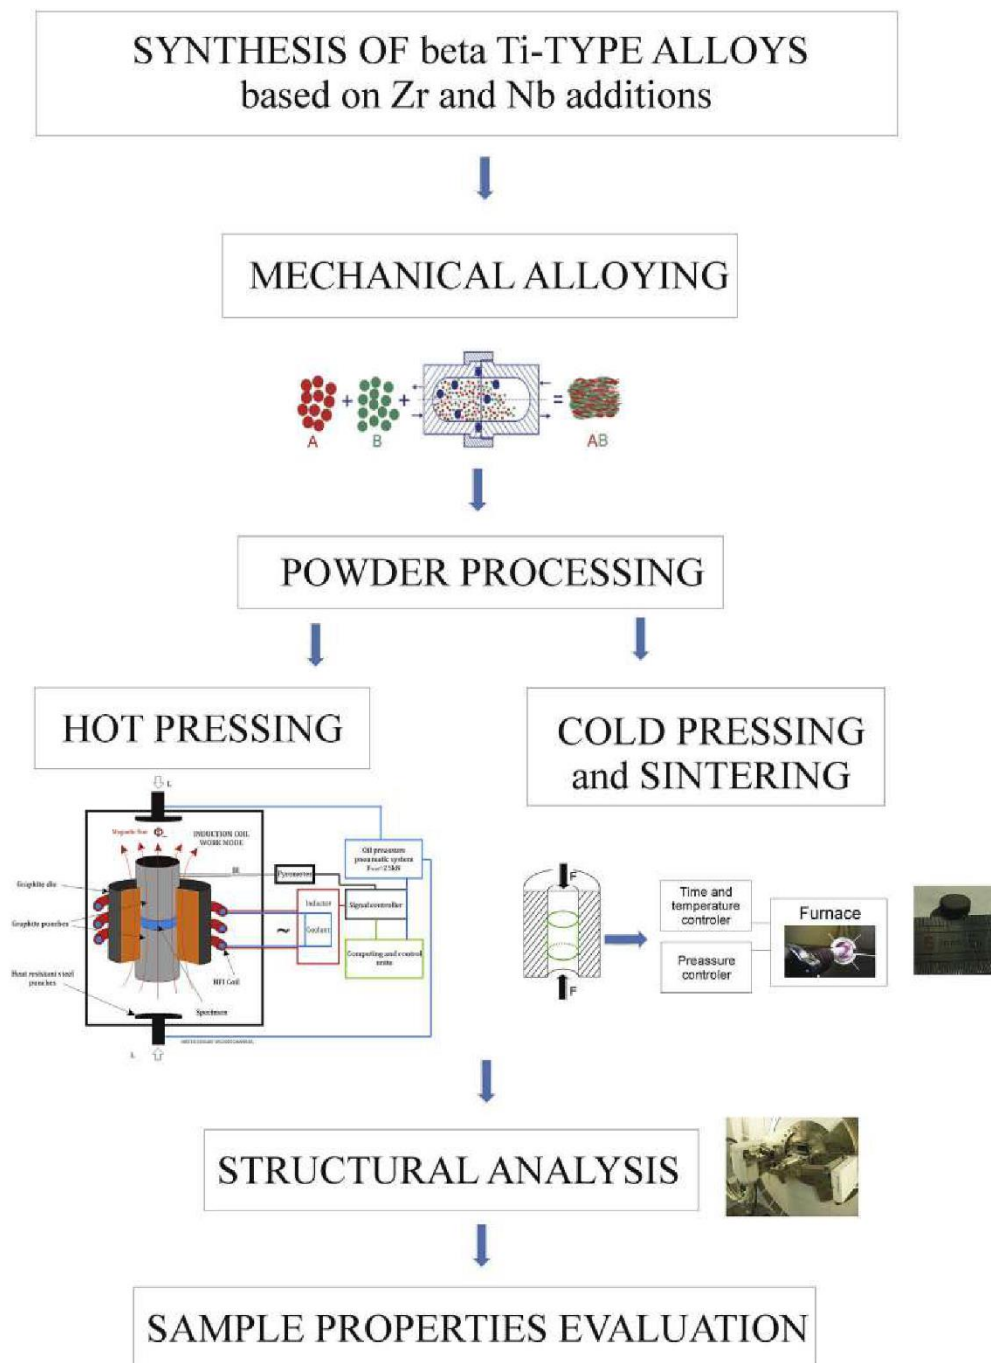 SYNTHESIS OF beta Ti-TYPE ALLOYS
based on Zr and Nb additions
MECHANICAL ALLOYING
+ + =
A B AB
POWDER PROCESSING
HOT PRESSING
COLD PRESSING
and SINTERING
L
Magnetic flux
Φ
INDUCTION COIL
WORK MODE
Graphite die
Graphite punches
Heat resistant steel
punches
IR
Pyrometer
Oil pressure
pneumatic system
Inductor
Coolant
~
Signal controller
Computing and control
units
HFI Coil
Specimen
L
F
F
Time and
temperature
controler
Preassure
controler
Furnace
STRUCTURAL ANALYSIS
SAMPLE PROPERTIES EVALUATION